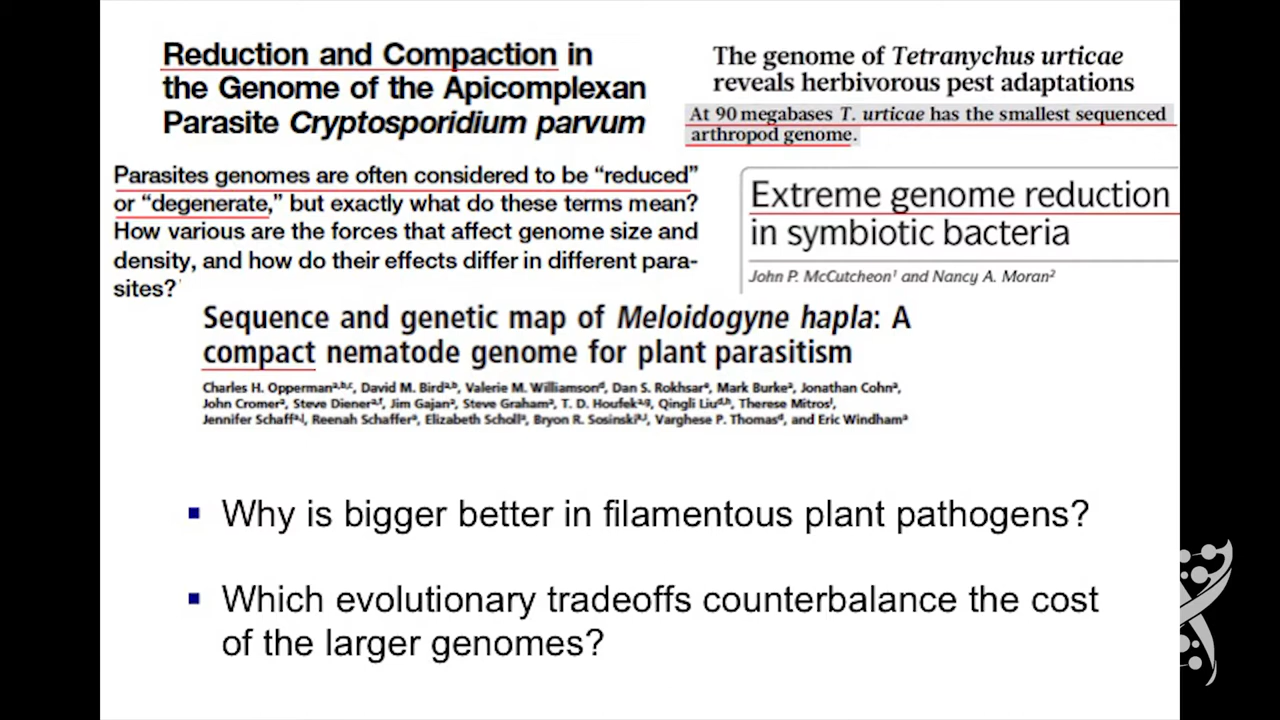 Reduction and Compaction in
the Genome of the Apicomplexan
Parasite Cryptosporidium parvum
The genome of Tetranychus urticae
reveals herbivorous pest adaptations
At 90 megabases T. urticae has the smallest sequenced
arthropod genome.
Parasites genomes are often considered to be “reduced”
or “degenerate,” but exactly what do these terms mean?
How various are the forces that affect genome size and
density, and how do their effects differ in different para-
sites?
Extreme genome reduction
in symbiotic bacteria
John P. McCutcheon¹ and Nancy A. Moran²
Sequence and genetic map of Meloidogyne hapla: A
compact nematode genome for plant parasitism
Charles H. Opperman, David M. Bird, Valerie M. Williamson, Dan S. Rokhsar, Mark Burke, Jonathan Cohn,
John Cromer, Steve Diener, Jim Gajan, Steve Graham, T. D. Houfek, Qingli Liu, Therese Mitros,
Jennifer Schaff, Reenah Schaffer, Elizabeth Scholl, Bryon R. Sosinski, Varghese P. Thomas, and Eric Windham
▪ Why is bigger better in filamentous plant pathogens?
▪ Which evolutionary tradeoffs counterbalance the cost
of the larger genomes?